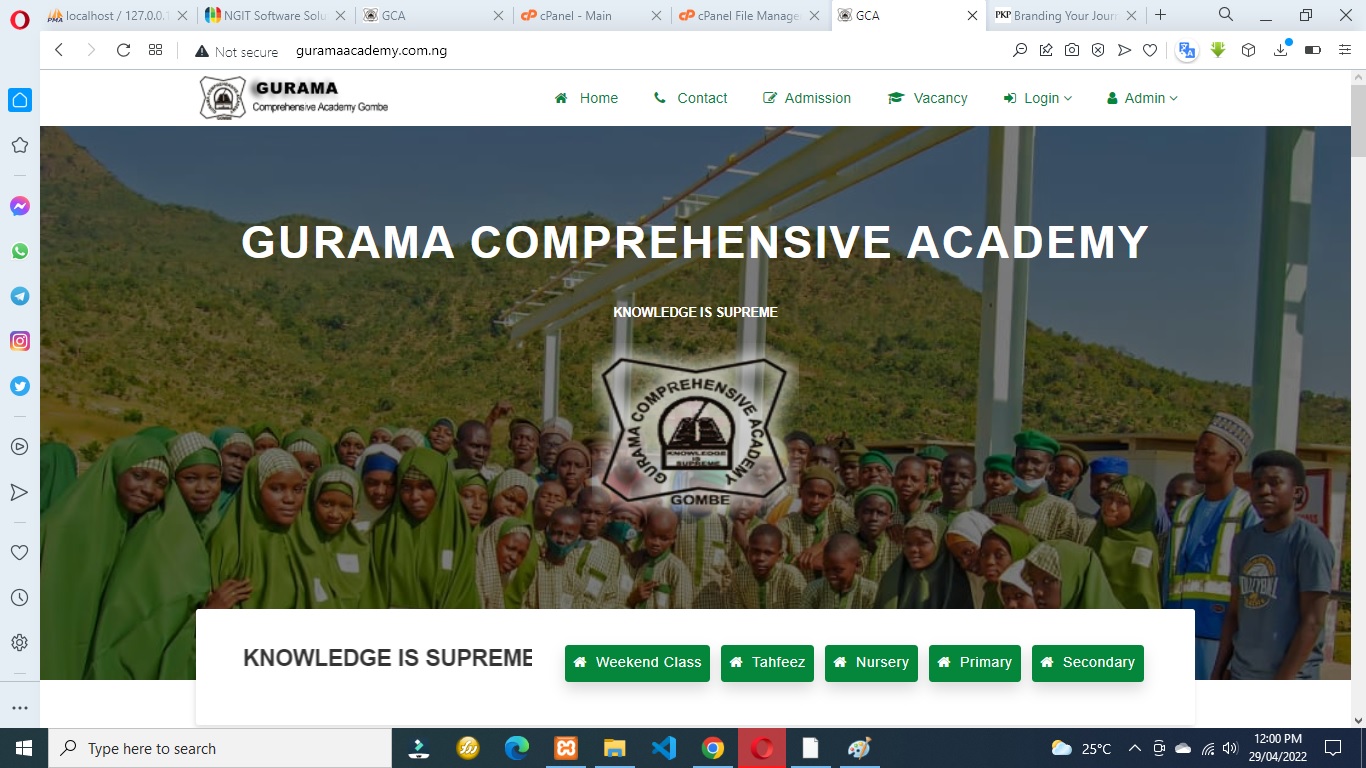 localhost / 127.0.0.1
NGIT Software Solu
GCA
cPanel - Main
cPanel File Manage
GCA
PKP Branding Your Journ
Not secure guramaacademy.com.ng
GURAMA
Comprehensive Academy Gombe
Home
Contact
Admission
Vacancy
Login
Admin
GURAMA COMPREHENSIVE ACADEMY
KNOWLEDGE IS SUPREME
GURAMA COMPREHENSIVE ACADEMY
KNOWLEDGE
IS
SUPREME
GOMBE
KNOWLEDGE IS SUPREME
Weekend Class
Tahfeez
Nursery
Primary
Secondary
Type here to search
25°C
12:00 PM
29/04/2022